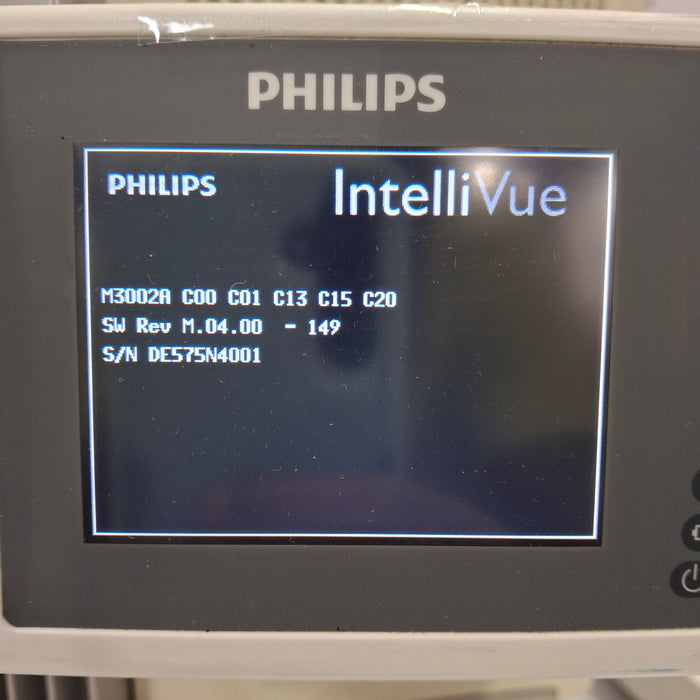 PHILIPS
PHILIPS IntelliVue
M3002A C00 C01 C13 C15 C20
SW Rev M.04.00 - 149
S/N DE575N4001